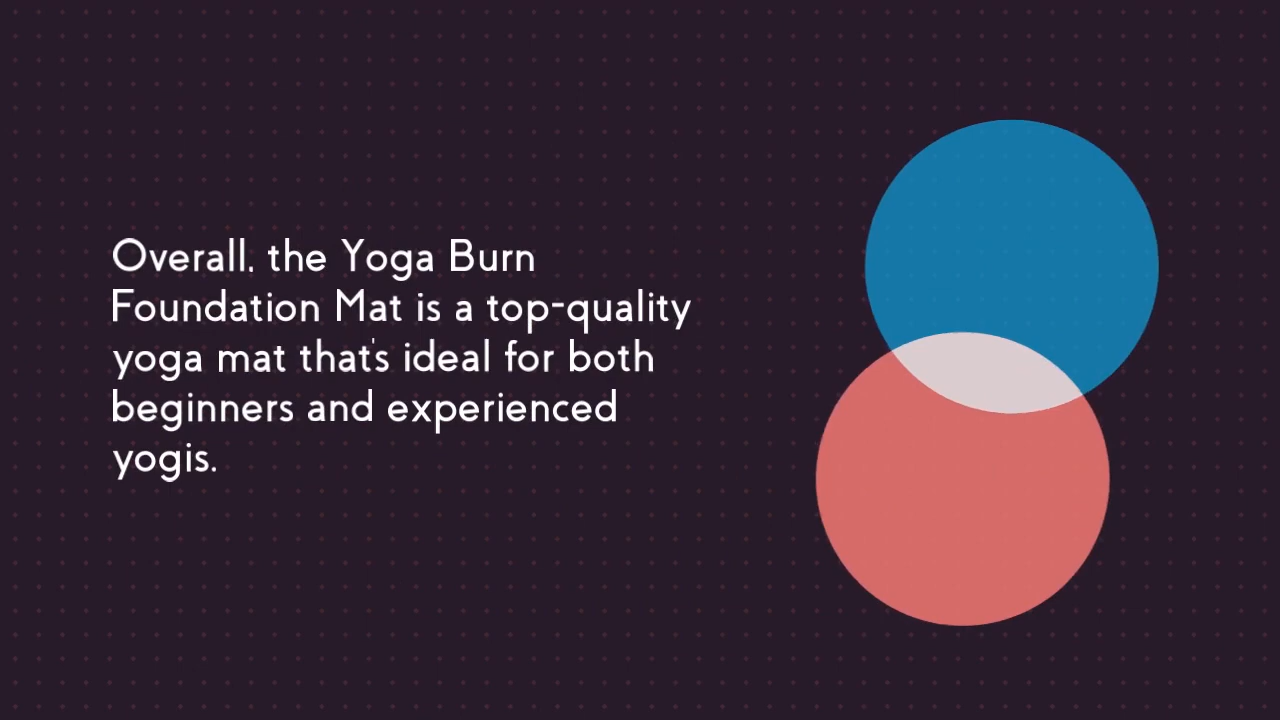 Overall, the Yoga Burn
Foundation Mat is a top-quality
yoga mat that's ideal for both
beginners and experienced
yogis.